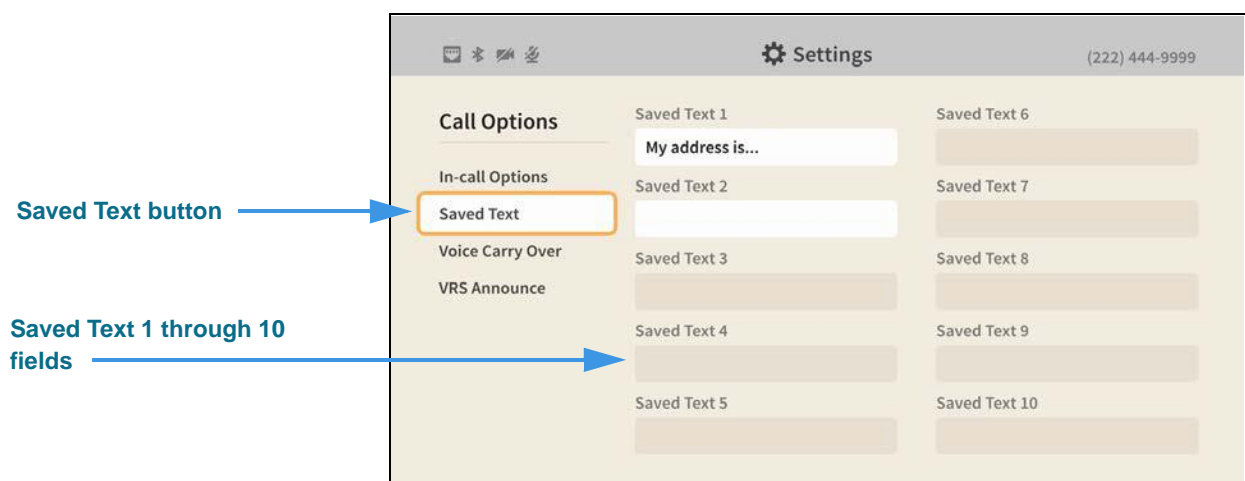 Settings
(222) 444-9999
Call Options
In-call Options
Saved Text
Voice Carry Over
VRS Announce
Saved Text 1
My address is...
Saved Text 2
Saved Text 3
Saved Text 4
Saved Text 5
Saved Text 6
Saved Text 7
Saved Text 8
Saved Text 9
Saved Text 10
Saved Text button
Saved Text 1 through 10
fields